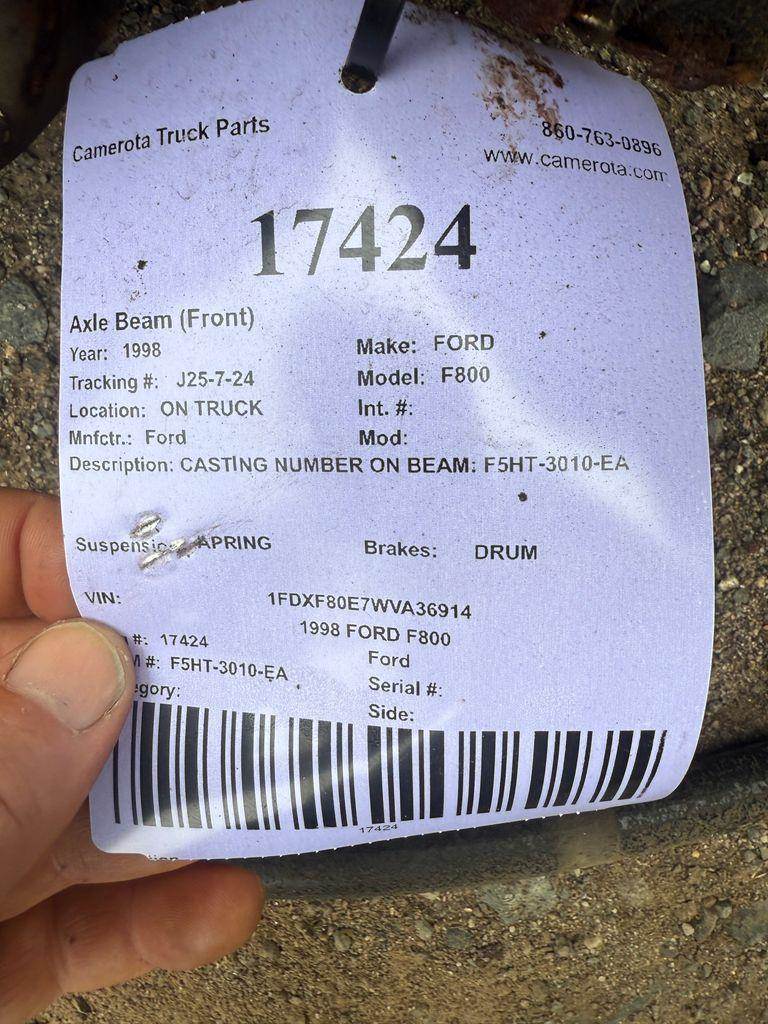 Camerota Truck Parts
860-763-0896
www.camerota.com
17424
Axle Beam (Front)
Year: 1998 Make: FORD
Tracking #: J25-7-24 Model: F800
Location: ON TRUCK Int. #:
Mnfctr.: Ford Mod:
Description: CASTING NUMBER ON BEAM: F5HT-3010-EA
APRING Brakes: DRUM
VIN: 1FDXF80E7WVA36914
#: 17424 1998 FORD F800
#: F5HT-3010-EA Ford
egory: Serial #:
Side:
17424